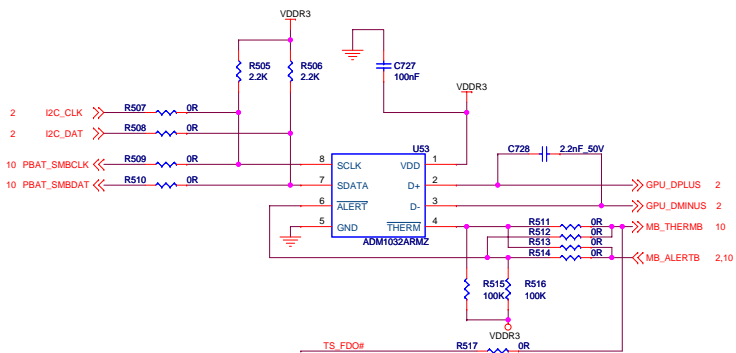 VDDR3
R505
2.2K
R506
2.2K
C727
100nF
VDDR3
2 I2C_CLK R507 0R
2 I2C_DAT R508 0R
10 PBAT_SMBCLK R509 0R
10 PBAT_SMBDAT R510 0R
U53
8 SCLK VDD 1
7 SDATA D+ 2
6 ALERT D- 3
5 GND THERM 4
ADM1032ARMZ
C728 2.2nF_50V
GPU_DPLUS 2
GPU_DMINUS 2
R511 0R
MB_THERMB 10
R512 0R
R513 0R
R514 0R
MB_ALERTB 2,10
R515
100K
R516
100K
VDDR3
TS_FDO# R517 0R